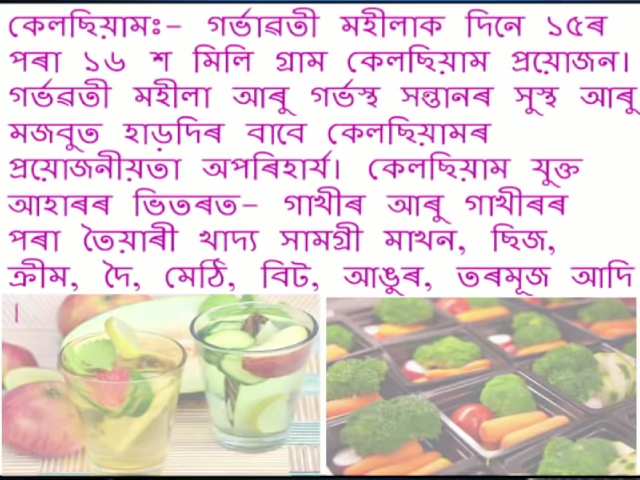 কেলছিয়ামঃ– গৰ্ভাৱতী মহীলাক দিনে ১৫ৰ
পৰা ১৬ শ মিলি গ্ৰাম কেলছিয়াম প্ৰয়োজন।
গৰ্ভৱতী মহীলা আৰু গৰ্ভস্থ সন্তানৰ সুস্থ আৰু
মজবুত হাড়দিৰ বাবে কেলছিয়ামৰ
প্ৰয়োজনীয়তা অপৰিহাৰ্য। কেলছিয়াম যুক্ত
আহাৰৰ ভিতৰত– গাখীৰ আৰু গাখীৰৰ
পৰা তৈয়াৰী খাদ্য সামগ্ৰী মাখন, ছিজ,
ক্ৰীম, দৈ, মেঠি, বিট, আঙুৰ, তৰমূজ আদি
।